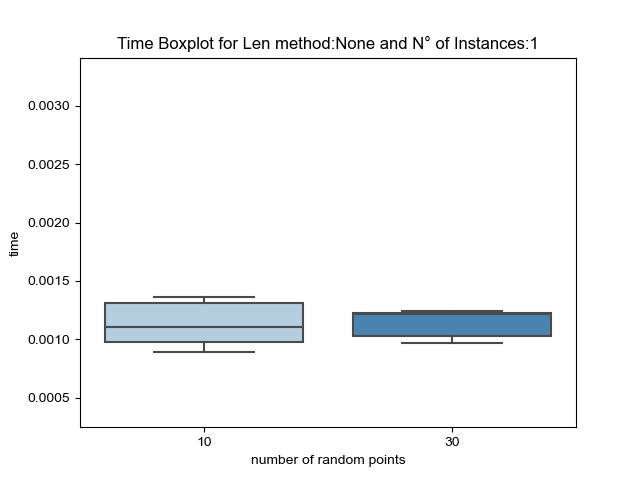 Time Boxplot for Len method:None and N° of Instances:1
0.0030
0.0025
0.0020
0.0015
0.0010
0.0005
time
10
30
number of random points